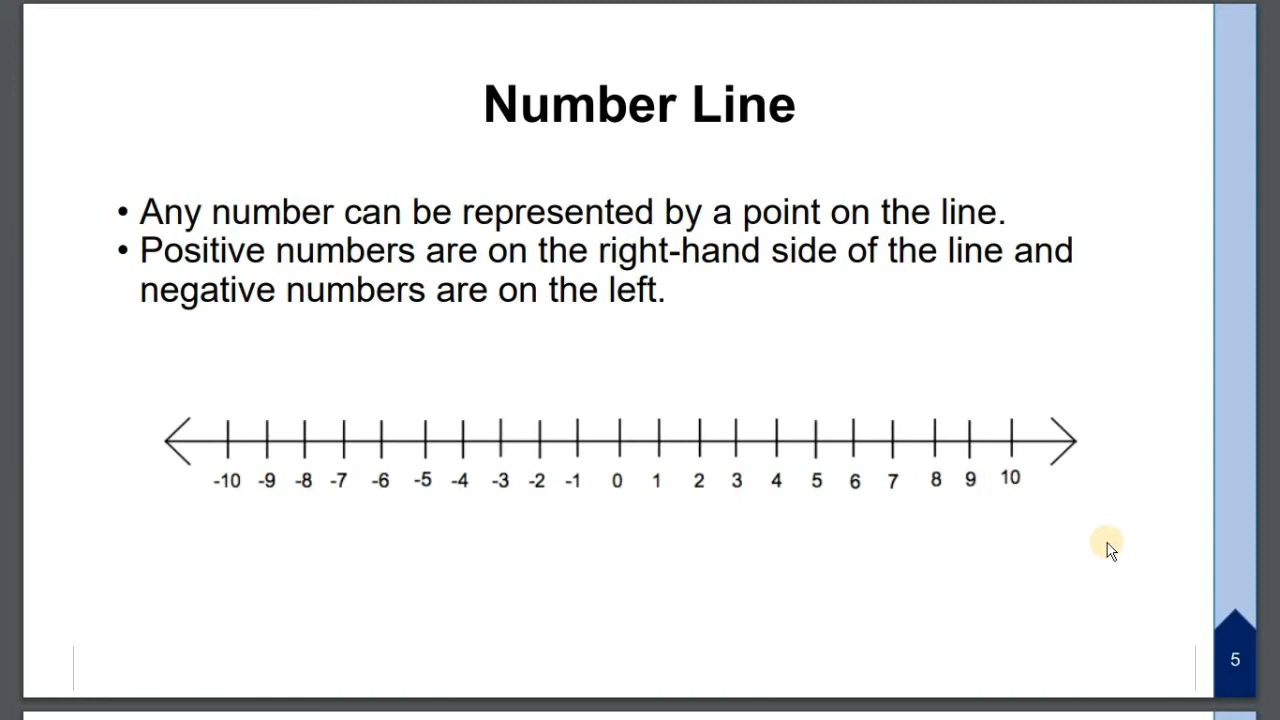 Number Line
• Any number can be represented by a point on the line.
• Positive numbers are on the right-hand side of the line and
negative numbers are on the left.
-10 -9 -8 -7 -6 -5 -4 -3 -2 -1 0 1 2 3 4 5 6 7 8 9 10
5